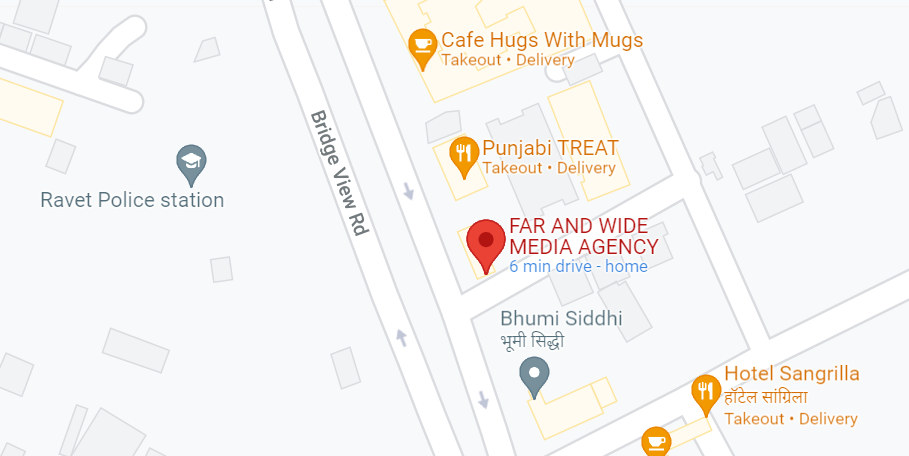 Cafe Hugs With Mugs
Takeout • Delivery
Bridge View Rd
Punjabi TREAT
Takeout • Delivery
Ravet Police station
FAR AND WIDE
MEDIA AGENCY
6 min drive - home
Bhumi Siddhi
भूमी सिद्धी
Hotel Sangrilla
हॉटेल सांग्रिला
Takeout • Delivery